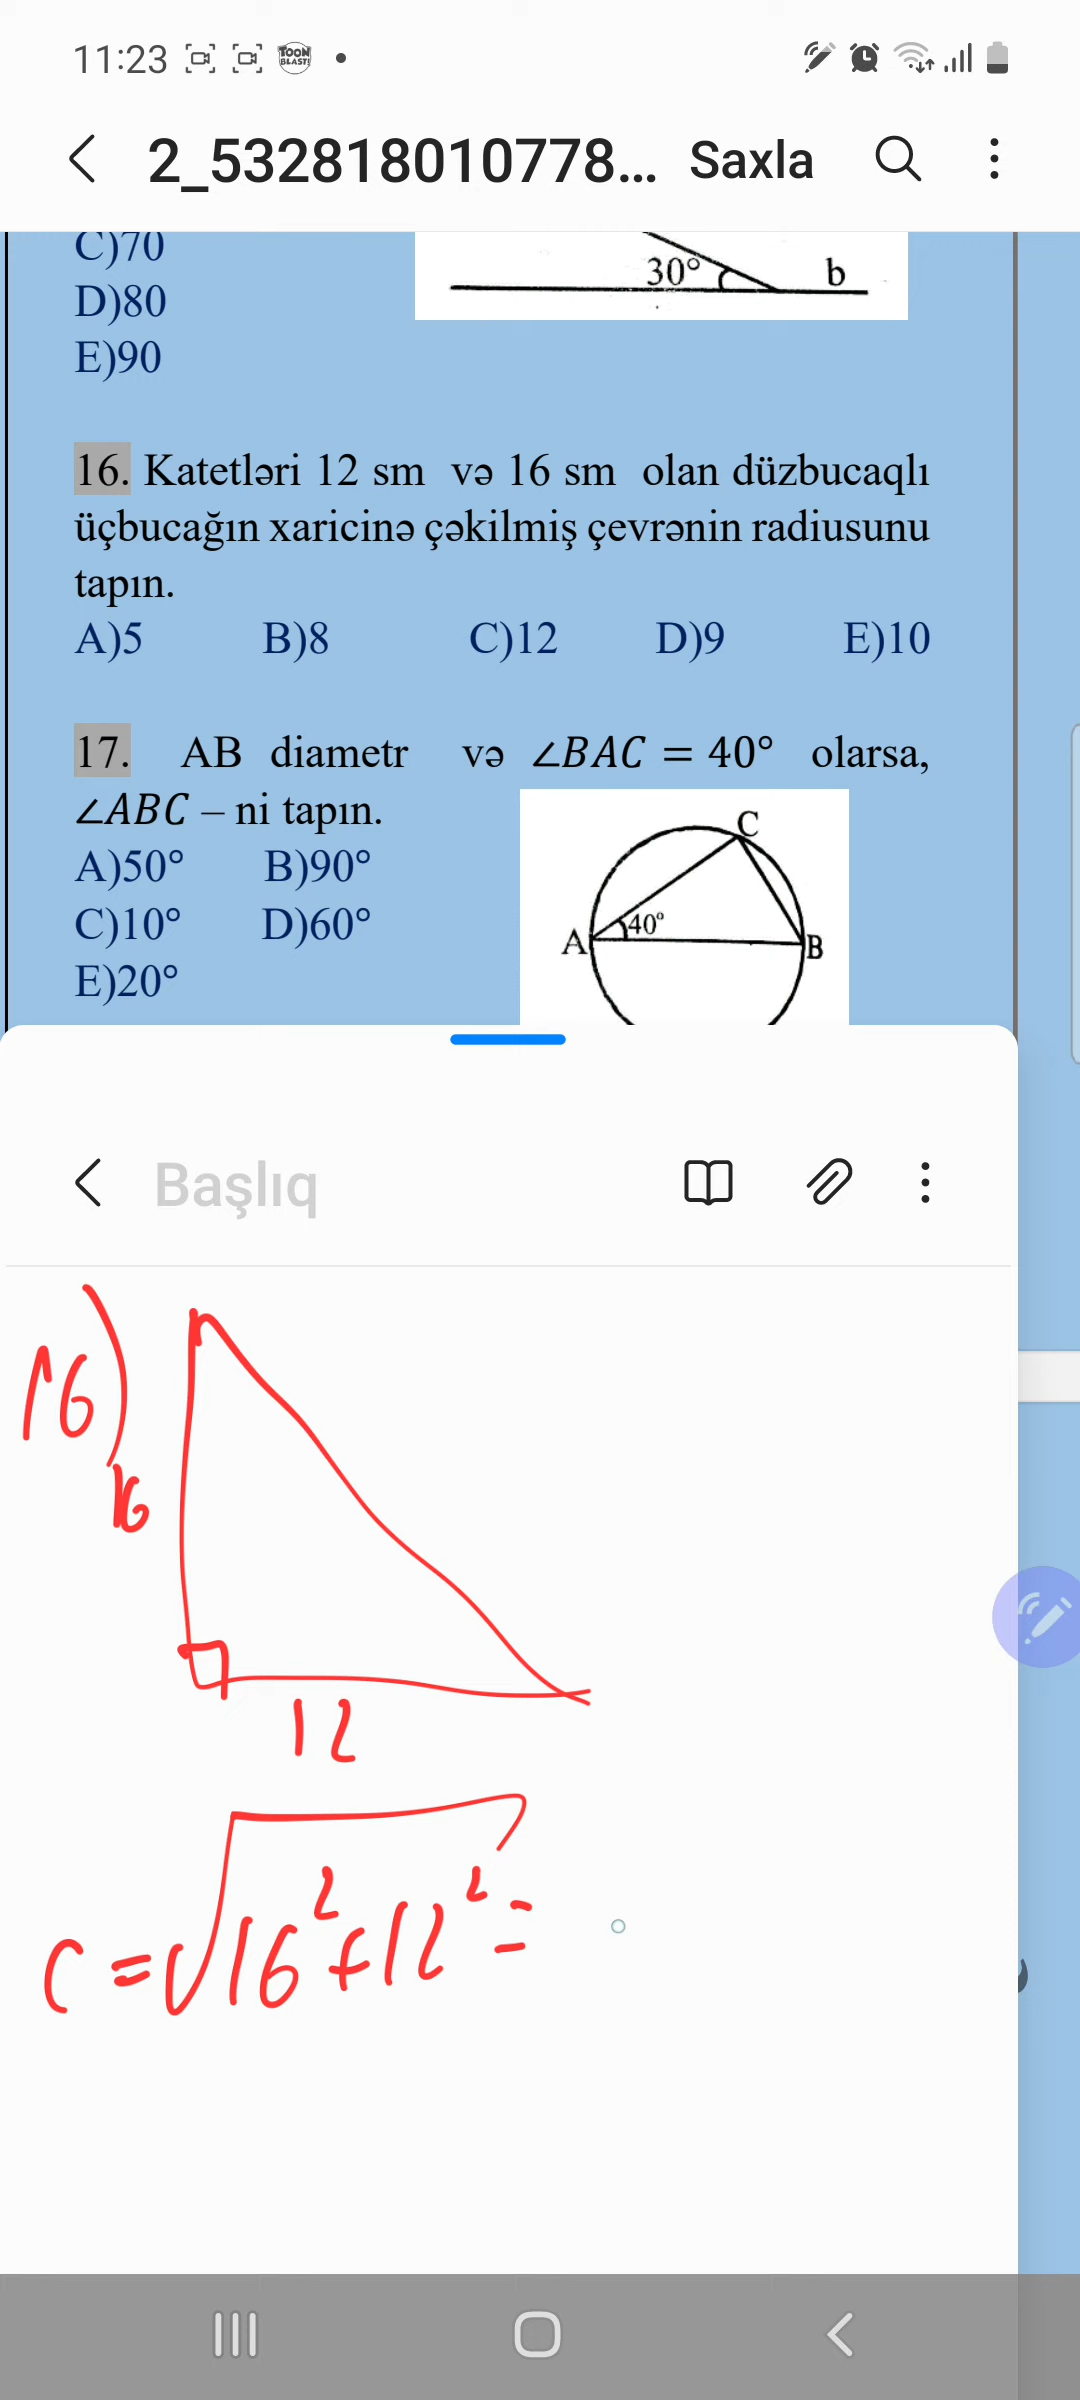 11:23 TOON BLAST!
2_532818010778... Saxla
C)70
D)80
E)90
30° b
16. Katetləri 12 sm və 16 sm olan düzbucaqlı
üçbucağın xaricinə çəkilmiş çevrənin radiusunu
tapın.
A)5 B)8 C)12 D)9 E)10
17. AB diametr və ∠BAC = 40° olarsa,
∠ABC – ni tapın.
A)50° B)90°
C)10° D)60°
E)20°
C
A 40° B
Başlıq
16)
16
12
C = √16² + 12² =